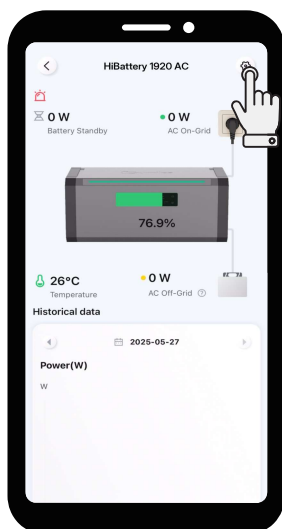 HiBattery 1920 AC
0 W
Battery Standby
0 W
AC On-Grid
76.9%
26°C
Temperature
0 W
AC Off-Grid ?
Historical data
2025-05-27
Power(W)
W